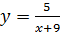 y = 5/(x+9)